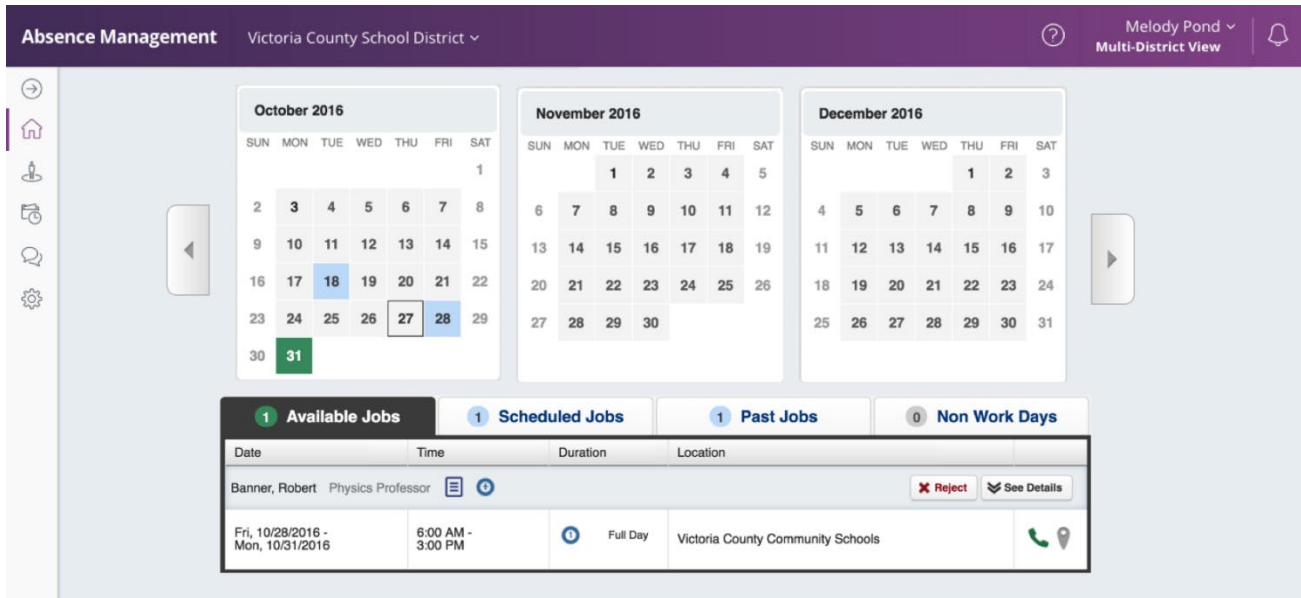 Absence Management Victoria County School District
Melody Pond
Multi-District View
October 2016
SUN MON TUE WED THU FRI SAT
1
2 3 4 5 6 7 8
9 10 11 12 13 14 15
16 17 18 19 20 21 22
23 24 25 26 27 28 29
30 31
November 2016
SUN MON TUE WED THU FRI SAT
1 2 3 4 5
6 7 8 9 10 11 12
13 14 15 16 17 18 19
20 21 22 23 24 25 26
27 28 29 30
December 2016
SUN MON TUE WED THU FRI SAT
1 2 3
4 5 6 7 8 9 10
11 12 13 14 15 16 17
18 19 20 21 22 23 24
25 26 27 28 29 30 31
1 Available Jobs 1 Scheduled Jobs 1 Past Jobs 0 Non Work Days
Date Time Duration Location
Banner, Robert Physics Professor Reject See Details
Fri, 10/28/2016 -
Mon, 10/31/2016
6:00 AM -
3:00 PM
Full Day
Victoria County Community Schools